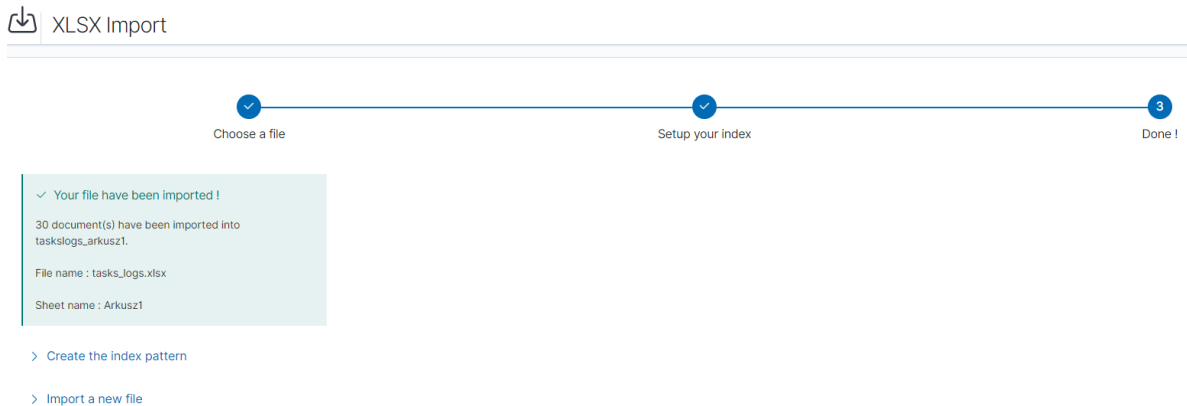 XLSX Import
3
Choose a file
Setup your index
Done !
Your file have been imported !
30 document(s) have been imported into
taskslogs_arkusz1.
File name : tasks_logs.xlsx
Sheet name : Arkusz1
Create the index pattern
Import a new file